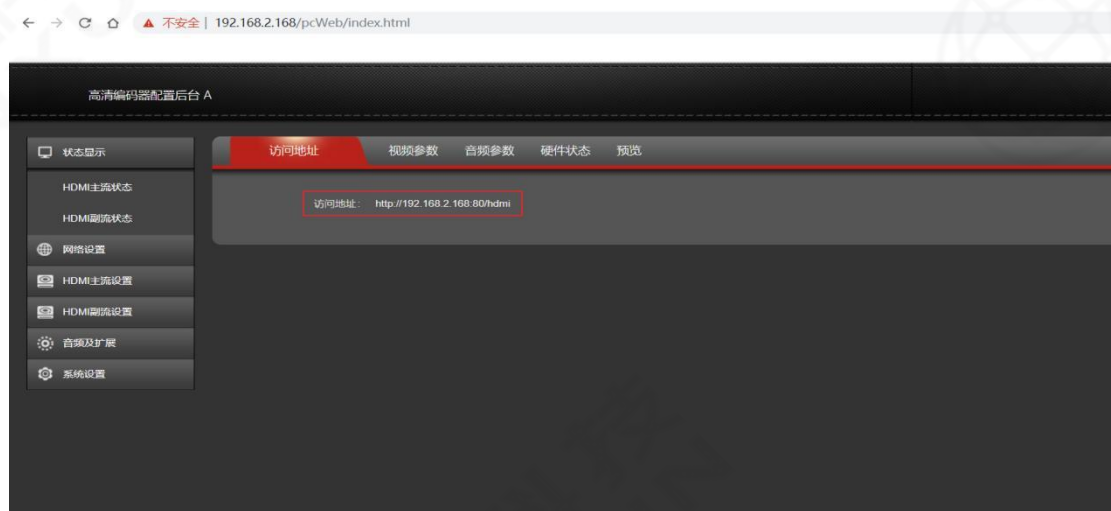 不安全 | 192.168.2.168/pcWeb/index.html
高清编码器配置后台 A
状态显示
HDMI主流状态
HDMI副流状态
网络设置
HDMI主流设置
HDMI副流设置
音频及扩展
系统设置
访问地址 视频参数 音频参数 硬件状态 预览
访问地址: http://192.168.2.168:80/hdmi